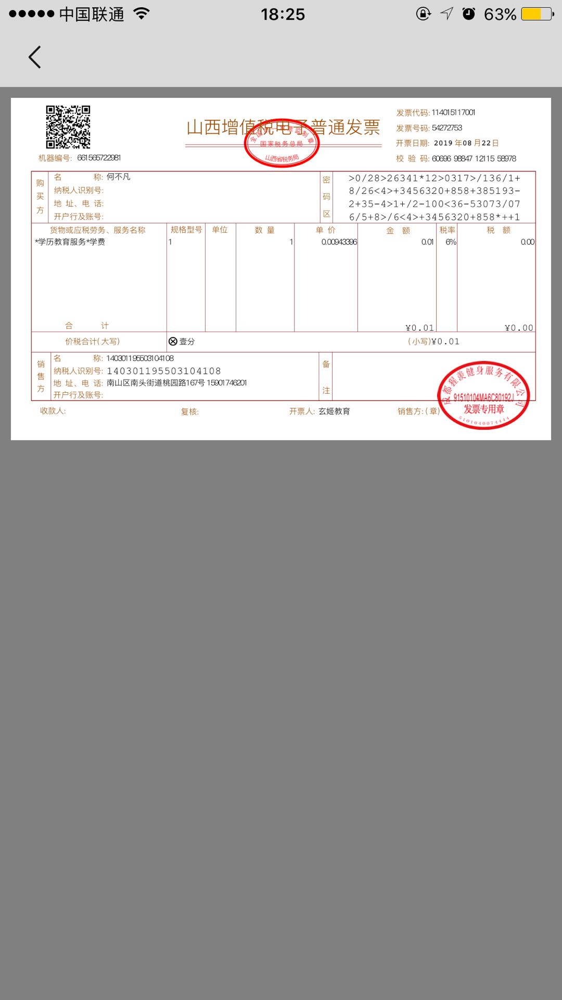 中国联通 18:25 63%
山西增值税电子普通发票
全国统一发票监制章
国家税务总局
山西省税务局
发票代码: 114015117001
发票号码: 54272753
开票日期: 2019 年08 月22日
校 验 码: 60696 98847 12115 58978
机器编号: 661565722981
购买方
名 称: 何不凡
纳税人识别号:
地 址、电 话:
开户行及账号:
密码区
>0/28>26341*12>0317>/136/1+
8/26<4>+3456320+858+385193-
2+35-4>1+/2-100<36-53073/07
6/5+8>/6<4>+3456320+858*++1
货物或应税劳务、服务名称 规格型号 单位 数 量 单 价 金 额 税率 税 额
*学历教育服务*学费 1 1 0.00943396 0.01 6% 0.00
合 计 ¥0.01 ¥0.00
价税合计(大写) ⊗壹分 (小写)¥0.01
销售方
名 称: 140301195503104108
纳税人识别号: 140301195503104108
地 址、电 话: 南山区南头街道桃园路167号 15901746201
开户行及账号:
备注
成都猩羡健身服务有限公司
91510104MA6C80192J
发票专用章
5101040074444
收款人: 复核: 开票人: 玄姬教育 销售方:(章)